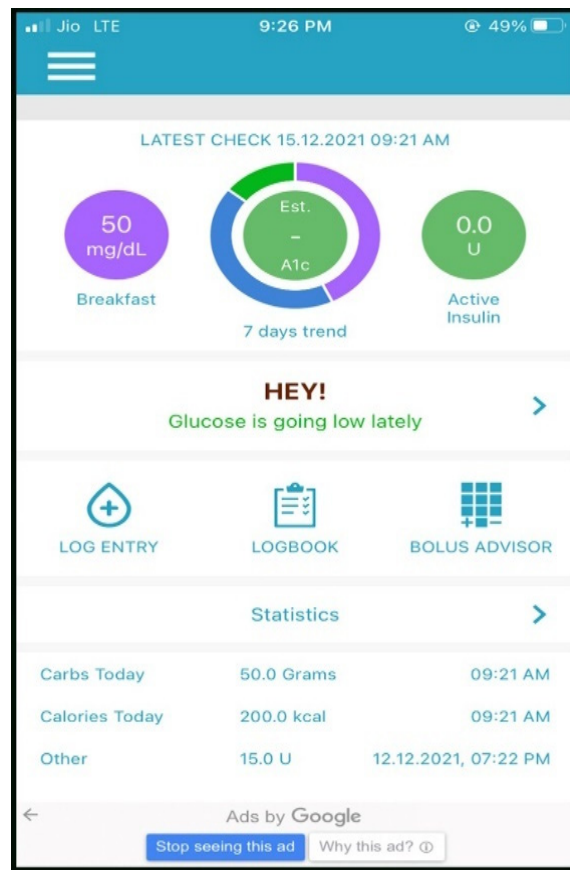 Jio LTE 9:26 PM 49%
LATEST CHECK 15.12.2021 09:21 AM
50
mg/dL
Breakfast
Est.
-
A1c
7 days trend
0.0
U
Active
Insulin
HEY!
Glucose is going low lately
LOG ENTRY LOGBOOK BOLUS ADVISOR
Statistics
Carbs Today 50.0 Grams 09:21 AM
Calories Today 200.0 kcal 09:21 AM
Other 15.0 U 12.12.2021, 07:22 PM
Ads by Google
Stop seeing this ad Why this ad?